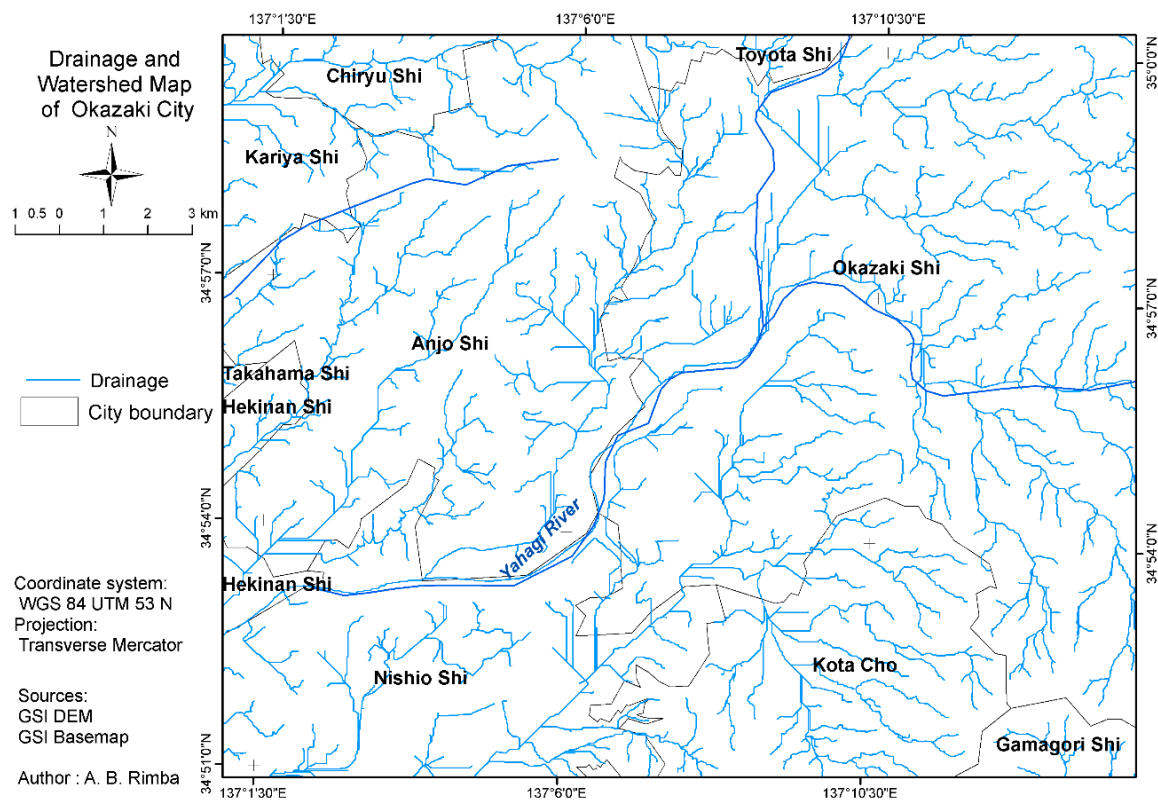 137°1'30"E 137°6'0"E 137°10'30"E
Drainage and
Watershed Map
of Okazaki City
N
1 0.5 0 1 2 3 km
Drainage
City boundary
Coordinate system:
WGS 84 UTM 53 N
Projection:
Transverse Mercator
Sources:
GSI DEM
GSI Basemap
Author : A. B. Rimba
34°57'0"N
34°54'0"N
34°51'0"N
Toyota Shi
Chiryu Shi
Kariya Shi
Okazaki Shi
Anjo Shi
Takahama Shi
Hekinan Shi
Yahagi River
Hekinan Shi
Kota Cho
Nishio Shi
Gamagori Shi
35°0'0"N
34°57'0"N
34°54'0"N
137°1'30"E 137°6'0"E 137°10'30"E